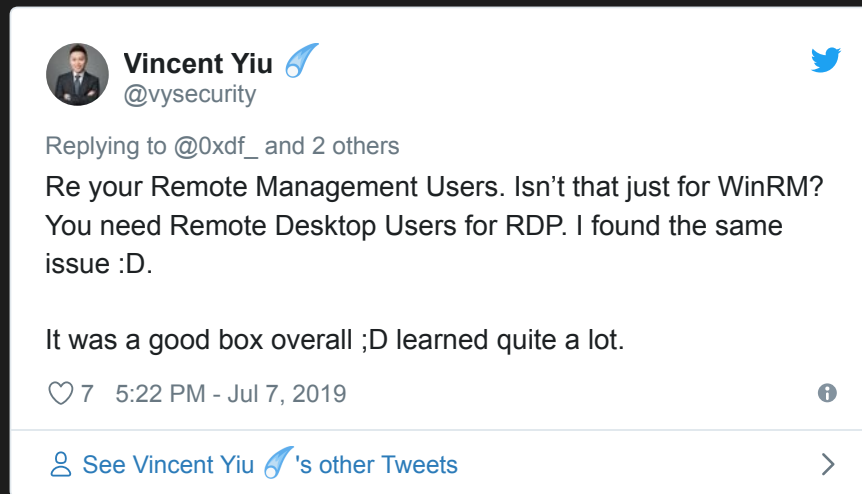 Vincent Yiu ☄️
@vysecurity
Replying to @0xdf_ and 2 others
Re your Remote Management Users. Isn’t that just for WinRM?
You need Remote Desktop Users for RDP. I found the same
issue :D.
It was a good box overall ;D learned quite a lot.
7 5:22 PM - Jul 7, 2019
See Vincent Yiu ☄️'s other Tweets